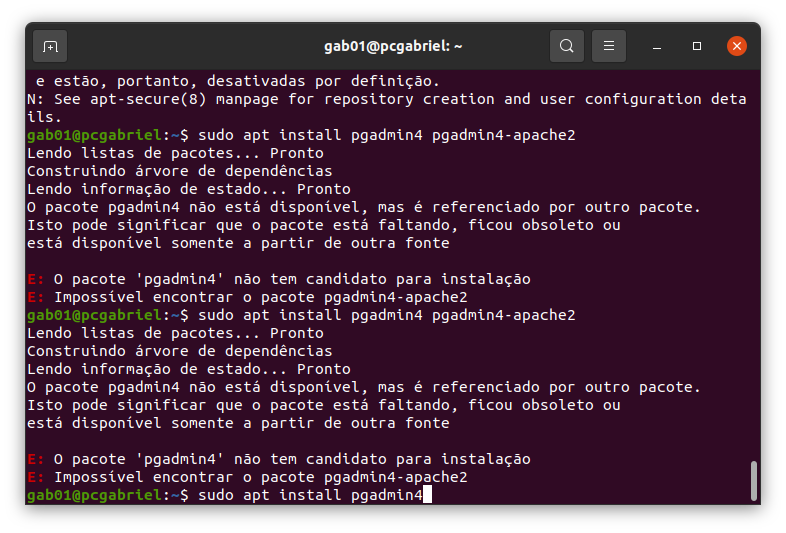 gab01@pcgabriel: ~
e estão, portanto, desativadas por definição.
N: See apt-secure(8) manpage for repository creation and user configuration deta
ils.
gab01@pcgabriel:~$ sudo apt install pgadmin4 pgadmin4-apache2
Lendo listas de pacotes... Pronto
Construindo árvore de dependências
Lendo informação de estado... Pronto
O pacote pgadmin4 não está disponível, mas é referenciado por outro pacote.
Isto pode significar que o pacote está faltando, ficou obsoleto ou
está disponível somente a partir de outra fonte
E: O pacote 'pgadmin4' não tem candidato para instalação
E: Impossível encontrar o pacote pgadmin4-apache2
gab01@pcgabriel:~$ sudo apt install pgadmin4 pgadmin4-apache2
Lendo listas de pacotes... Pronto
Construindo árvore de dependências
Lendo informação de estado... Pronto
O pacote pgadmin4 não está disponível, mas é referenciado por outro pacote.
Isto pode significar que o pacote está faltando, ficou obsoleto ou
está disponível somente a partir de outra fonte
E: O pacote 'pgadmin4' não tem candidato para instalação
E: Impossível encontrar o pacote pgadmin4-apache2
gab01@pcgabriel:~$ sudo apt install pgadmin4